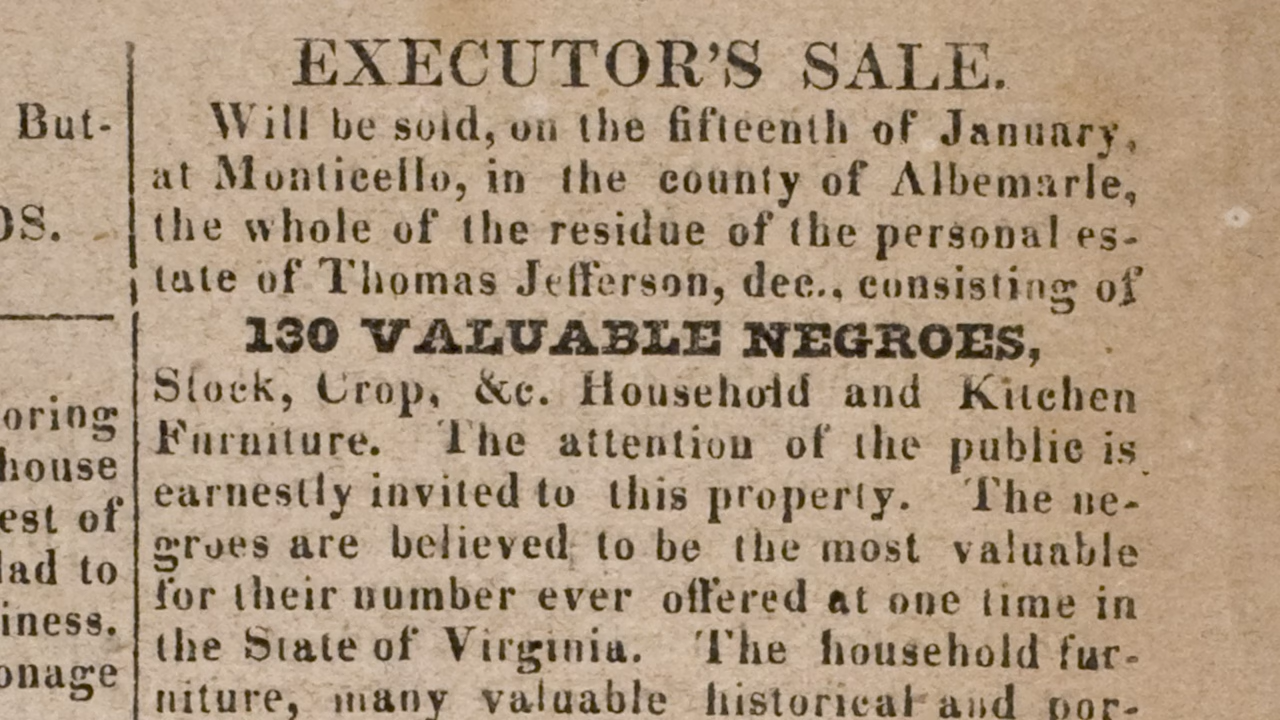 EXECUTOR'S SALE.
Will be sold, on the fifteenth of January,
at Monticello, in the county of Albemarle,
the whole of the residue of the personal es-
tate of Thomas Jefferson, dec., consisting of
130 VALUABLE NEGROES,
Stock, Crop, &c. Household and Kitchen
Furniture. The attention of the public is
earnestly invited to this property. The ne-
groes are believed to be the most valuable
for their number ever offered at one time in
the State of Virginia. The household fur-
niture, many valuable historical and por-
But-
OS.
oring
house
est of
lad to
iness.
onage